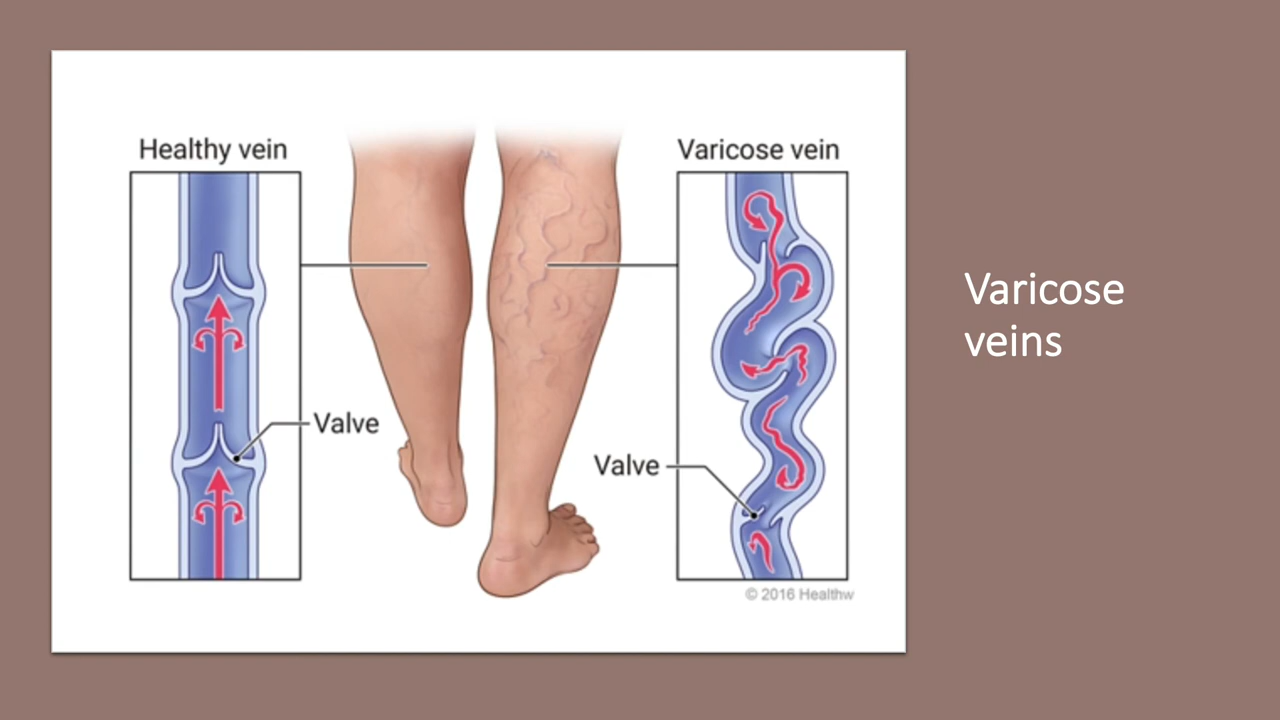 Healthy vein
Varicose vein
Valve
Valve
© 2016 Healthw
Varicose
veins